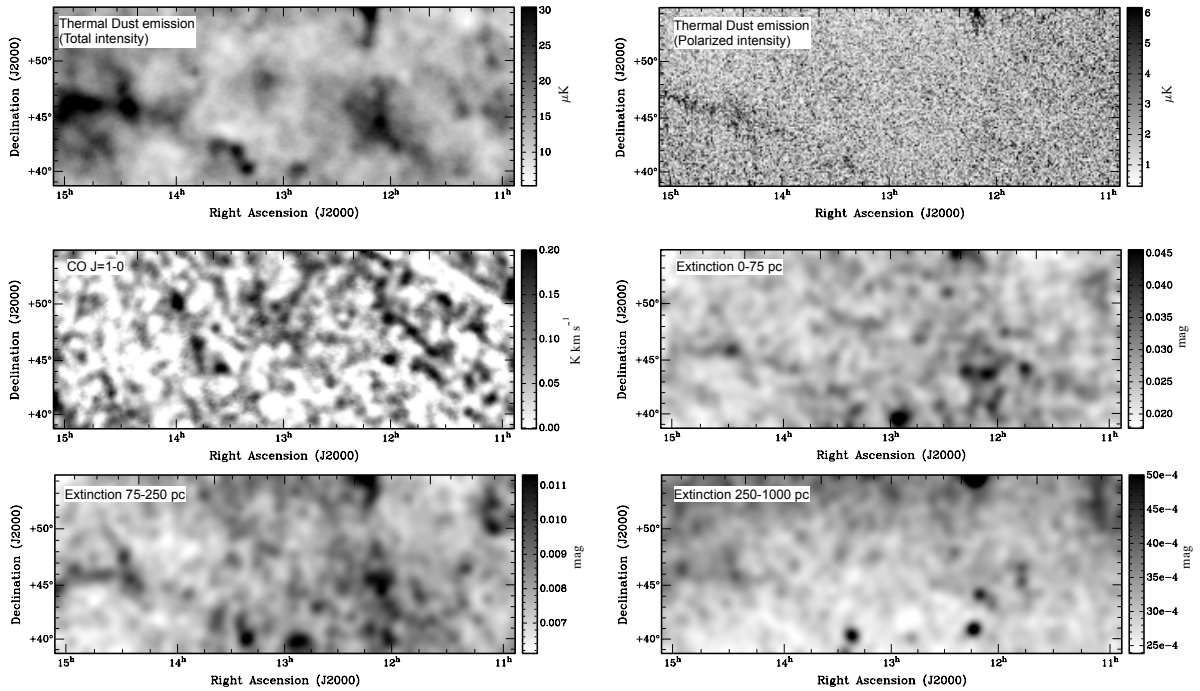 Thermal Dust emission
(Total intensity)
Declination (J2000)
+50°
+45°
+40°
15ʰ
14ʰ
13ʰ
12ʰ
11ʰ
Right Ascension (J2000)
30
25
20
15
10
μK
Thermal Dust emission
(Polarized intensity)
Declination (J2000)
+50°
+45°
+40°
15ʰ
14ʰ
13ʰ
12ʰ
11ʰ
Right Ascension (J2000)
6
5
4
3
2
1
μK
CO J=1-0
Declination (J2000)
+50°
+45°
+40°
15ʰ
14ʰ
13ʰ
12ʰ
11ʰ
Right Ascension (J2000)
0.20
0.15
0.10
0.05
0.00
K km s⁻¹
Extinction 0-75 pc
Declination (J2000)
+50°
+45°
+40°
15ʰ
14ʰ
13ʰ
12ʰ
11ʰ
Right Ascension (J2000)
0.045
0.040
0.035
0.030
0.025
0.020
mag
Extinction 75-250 pc
Declination (J2000)
+50°
+45°
+40°
15ʰ
14ʰ
13ʰ
12ʰ
11ʰ
Right Ascension (J2000)
0.011
0.010
0.009
0.008
0.007
mag
Extinction 250-1000 pc
Declination (J2000)
+50°
+45°
+40°
15ʰ
14ʰ
13ʰ
12ʰ
11ʰ
Right Ascension (J2000)
50e-4
45e-4
40e-4
35e-4
30e-4
25e-4
mag